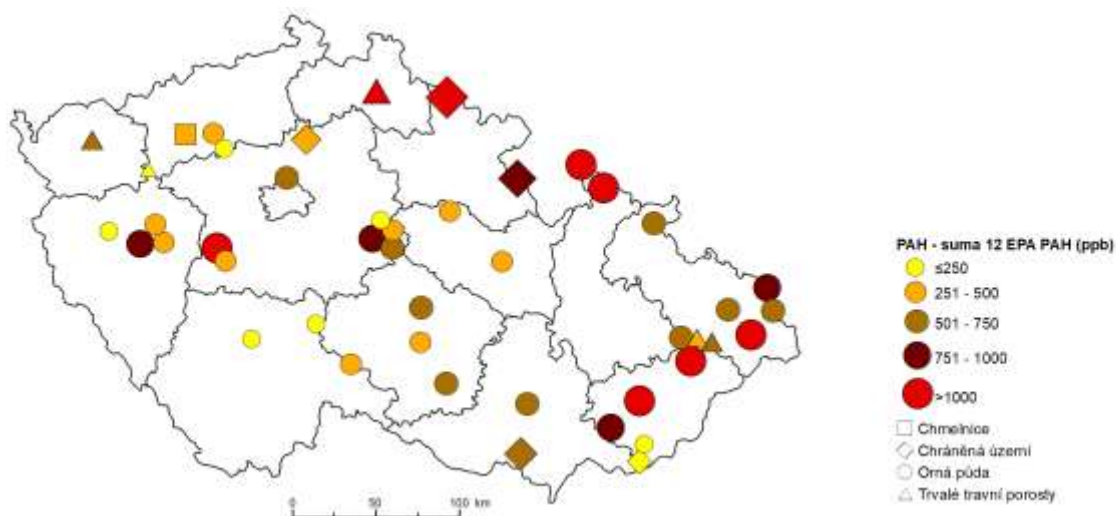 PAH - suma 12 EPA PAH (ppb)
≤250
251 - 500
501 - 750
751 - 1000
>1000
Chmelnice
Chráněná území
Orná půda
Trvalé travní porosty
0 50 100 km